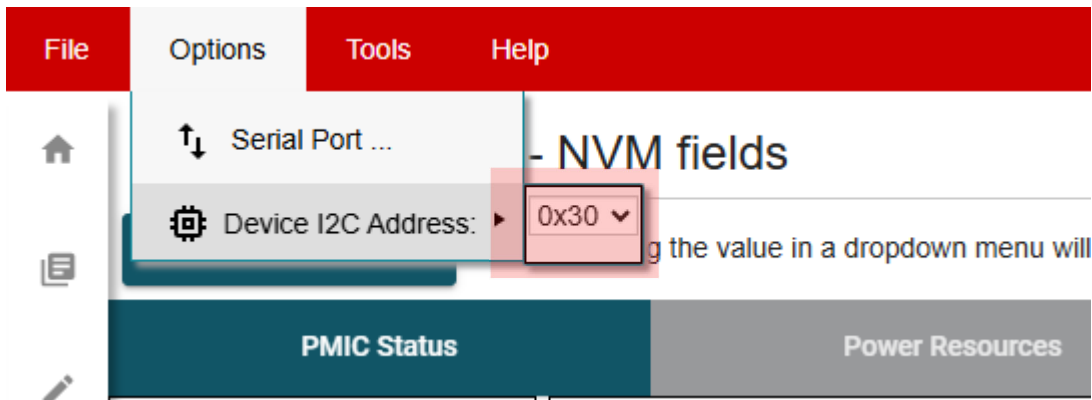 File Options Tools Help
Serial Port ...
- NVM fields
Device I2C Address: 0x30
the value in a dropdown menu will
PMIC Status Power Resources